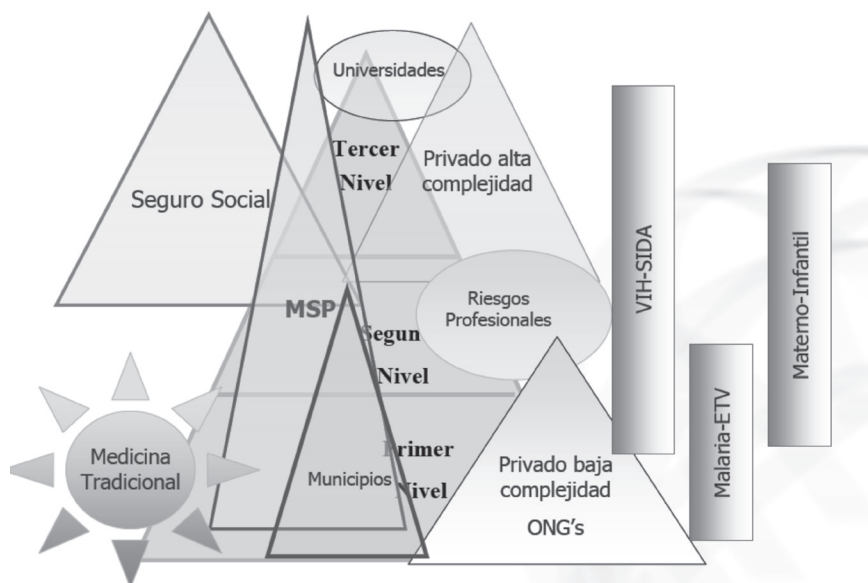 Universidades
Tercer
Nivel
Privado alta
complejidad
Seguro Social
VIH-SIDA
Materno-Infantil
Riesgos
Profesionales
MSP
Segun
Nivel
Malaria-ETV
Medicina
Tradicional
Municipios
Primer
Nivel
Privado baja
complejidad
ONG's